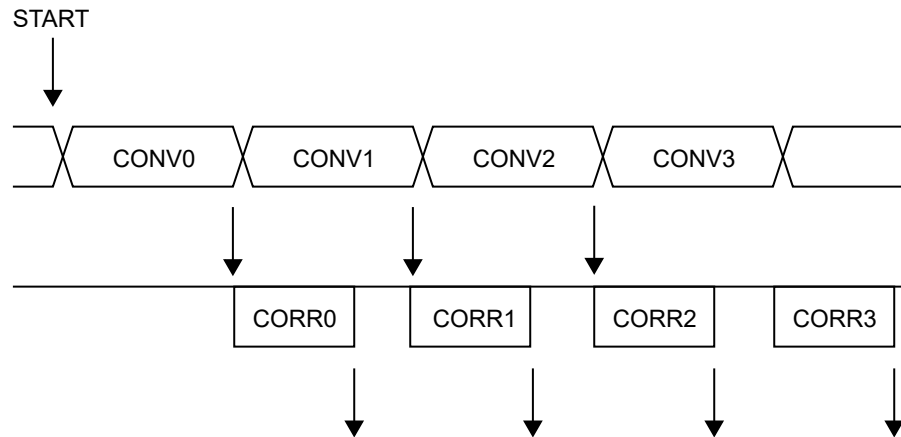 START
CONV0 CONV1 CONV2 CONV3
CORR0 CORR1 CORR2 CORR3